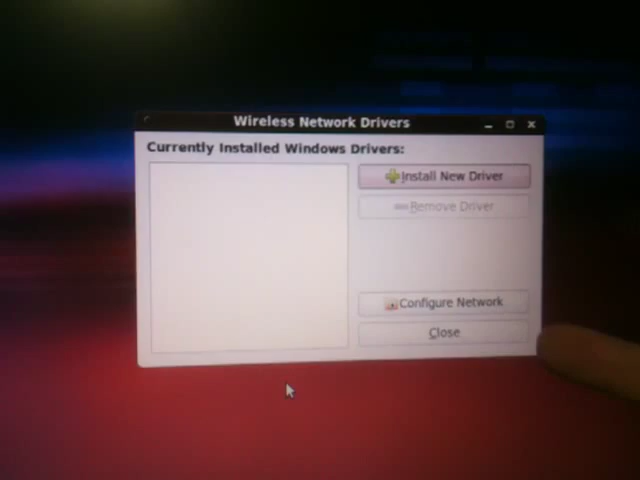 Wireless Network Drivers
Currently Installed Windows Drivers:
Install New Driver
Remove Driver
Configure Network
Close